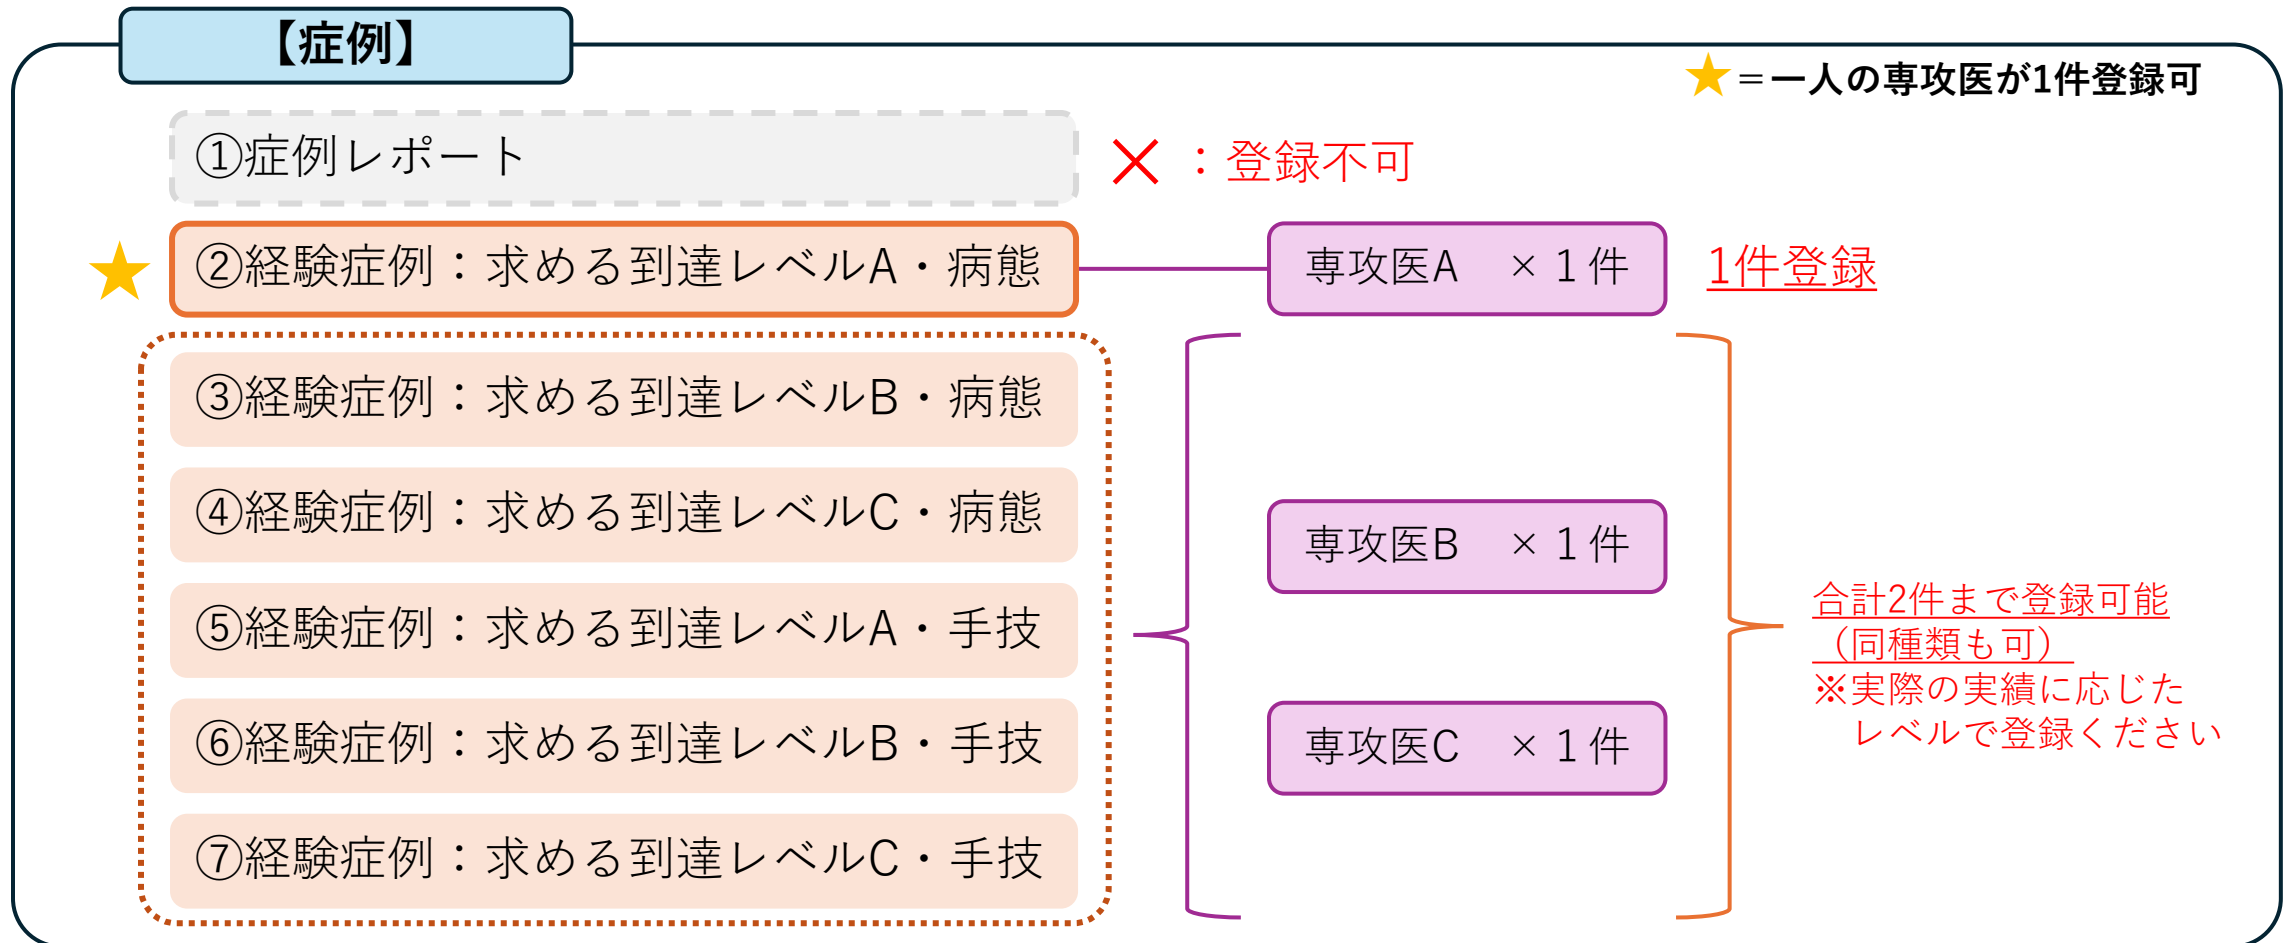 【症例】
★＝一人の専攻医が1件登録可
①症例レポート
×：登録不可
★
②経験症例：求める到達レベルA・病態
専攻医A　×１件
1件登録
③経験症例：求める到達レベルB・病態
④経験症例：求める到達レベルC・病態
⑤経験症例：求める到達レベルA・手技
⑥経験症例：求める到達レベルB・手技
⑦経験症例：求める到達レベルC・手技
専攻医B　×１件
専攻医C　×１件
合計2件まで登録可能
（同種類も可）
※実際の実績に応じた
レベルで登録ください